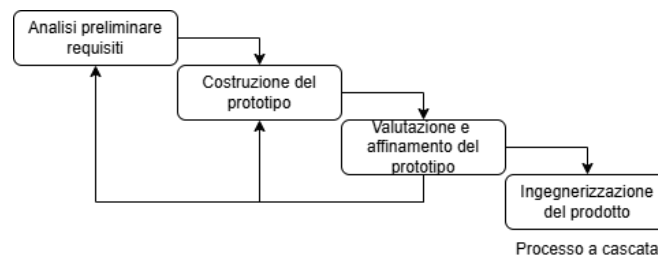 Analisi preliminare
requisiti
Costruzione del
prototipo
Valutazione e
affinamento del
prototipo
Ingegnerizzazione
del prodotto
Processo a cascata